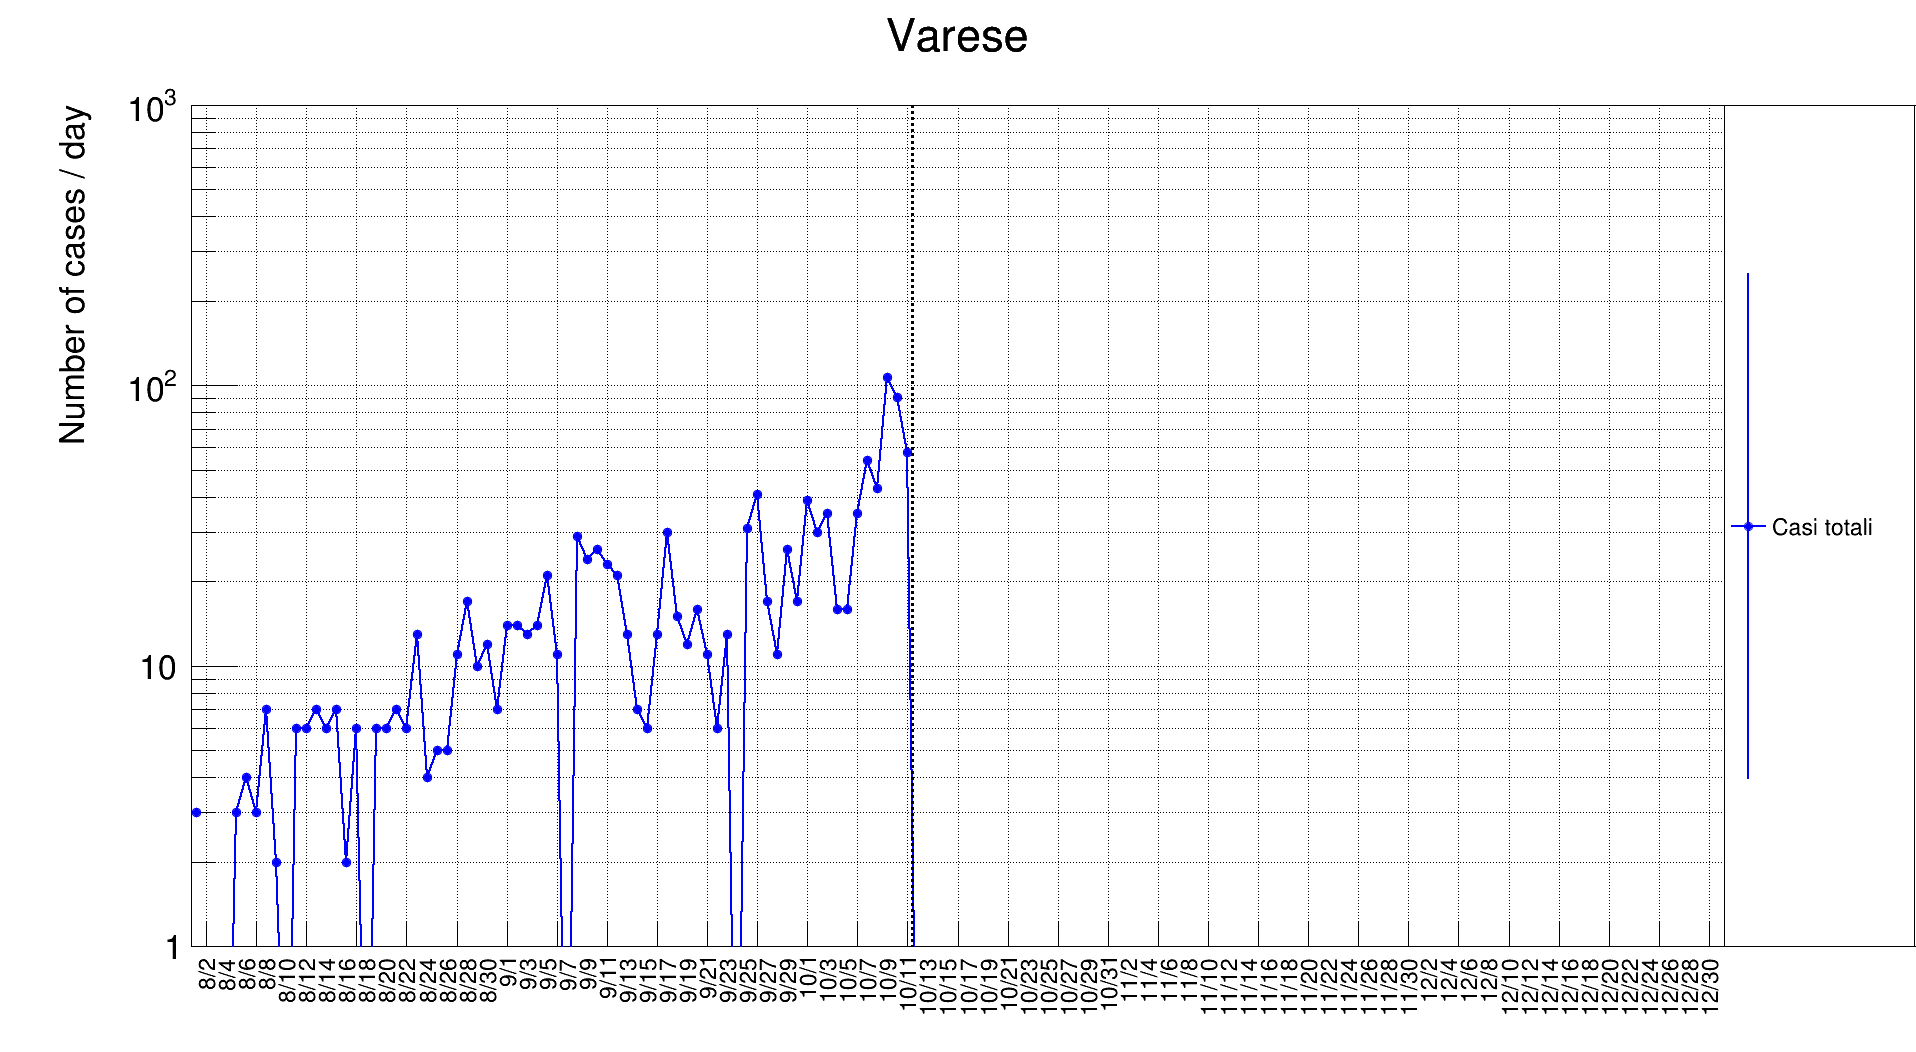 Varese
Number of cases / day
10³
10²
10
1
8/2 8/4 8/6 8/8 8/10 8/12 8/14 8/16 8/18 8/20 8/22 8/24 8/26 8/28 8/30 9/1 9/3 9/5 9/7 9/9 9/11 9/13 9/15 9/17 9/19 9/21 9/23 9/25 9/27 9/29 10/1 10/3 10/5 10/7 10/9 10/11 10/13 10/15 10/17 10/19 10/21 10/23 10/25 10/27 10/29 10/31 11/2 11/4 11/6 11/8 11/10 11/12 11/14 11/16 11/18 11/20 11/22 11/24 11/26 11/28 11/30 12/2 12/4 12/6 12/8 12/10 12/12 12/14 12/16 12/18 12/20 12/22 12/24 12/26 12/28 12/30
Casi totali